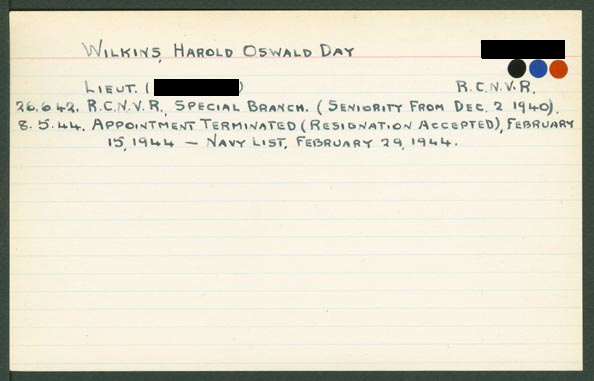 WILKINS, HAROLD OSWALD DAY
LIEUT. ( ) R.C.N.V.R.
26.6.42. R.C.N.V.R., SPECIAL BRANCH. (SENIORITY FROM DEC. 2 1940).
8.5.44. APPOINTMENT TERMINATED (RESIGNATION ACCEPTED), FEBRUARY
15, 1944 — NAVY LIST, FEBRUARY 29, 1944.